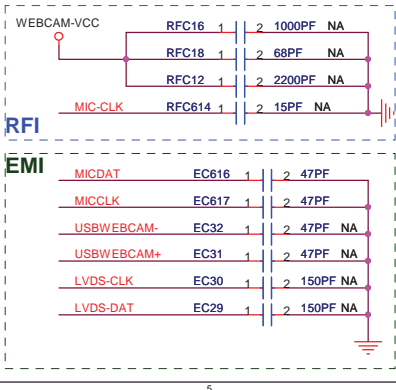 WEBCAM-VCC
RFC16 1 2 1000PF NA
RFC18 1 2 68PF NA
RFC12 1 2 2200PF NA
MIC-CLK RFC614 1 2 15PF NA
RFI
EMI
MICDAT EC616 1 2 47PF
MICCLK EC617 1 2 47PF
USBWEBCAM- EC32 1 2 47PF NA
USBWEBCAM+ EC31 1 2 47PF NA
LVDS-CLK EC30 1 2 150PF NA
LVDS-DAT EC29 1 2 150PF NA
5